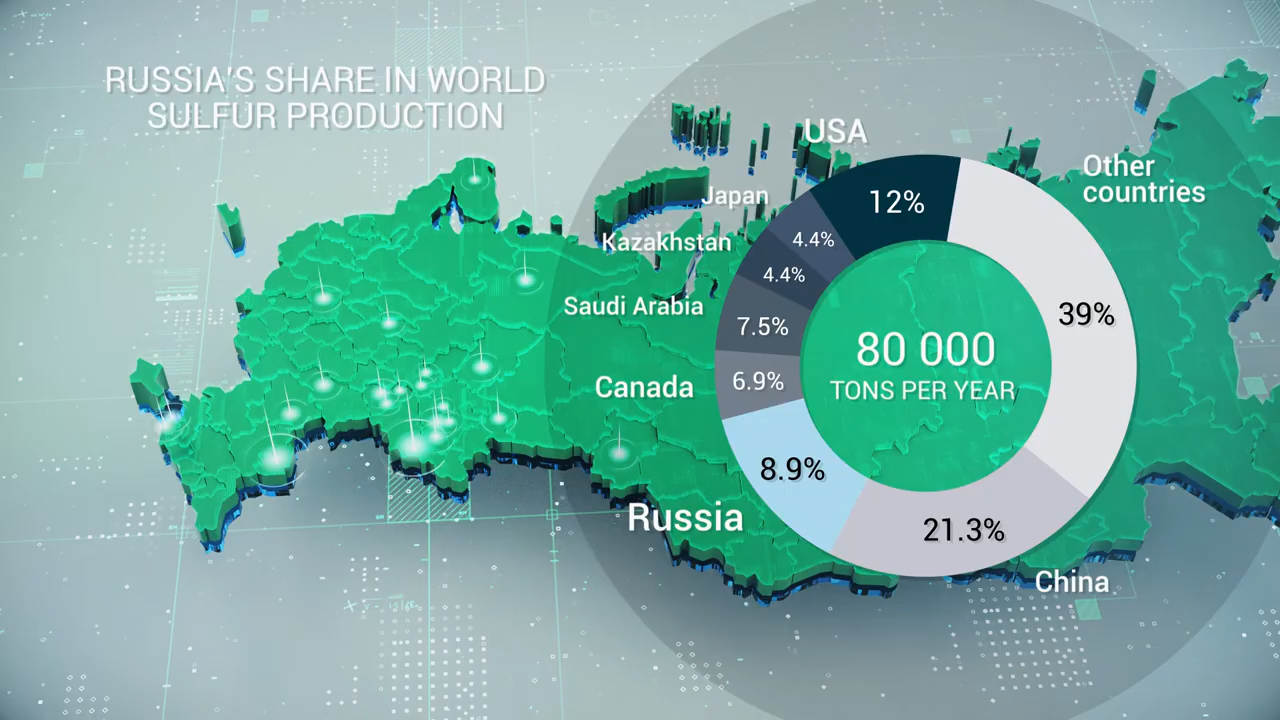 RUSSIA'S SHARE IN WORLD
SULFUR PRODUCTION
USA
12%
Other
countries
39%
Japan
4.4%
Kazakhstan
4.4%
Saudi Arabia
7.5%
Canada
6.9%
80 000
TONS PER YEAR
8.9%
Russia
21.3%
China